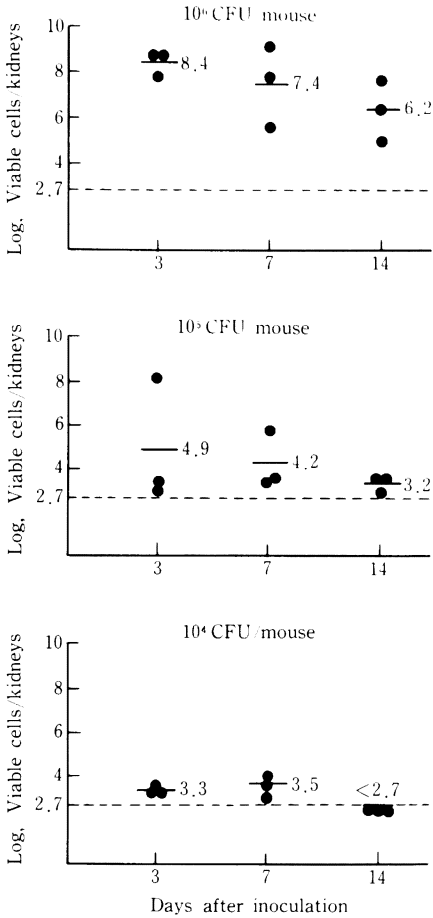 10⁶ CFU mouse
Log, Viable cells/kidneys
10
8
6
4
2.7
8.4
7.4
6.2
3 7 14
10⁵ CFU mouse
Log, Viable cells/kidneys
10
8
6
4
2.7
4.9
4.2
3.2
3 7 14
10⁴ CFU/mouse
Log, Viable cells/kidneys
10
8
6
4
2.7
3.3
3.5
<2.7
3 7 14
Days after inoculation